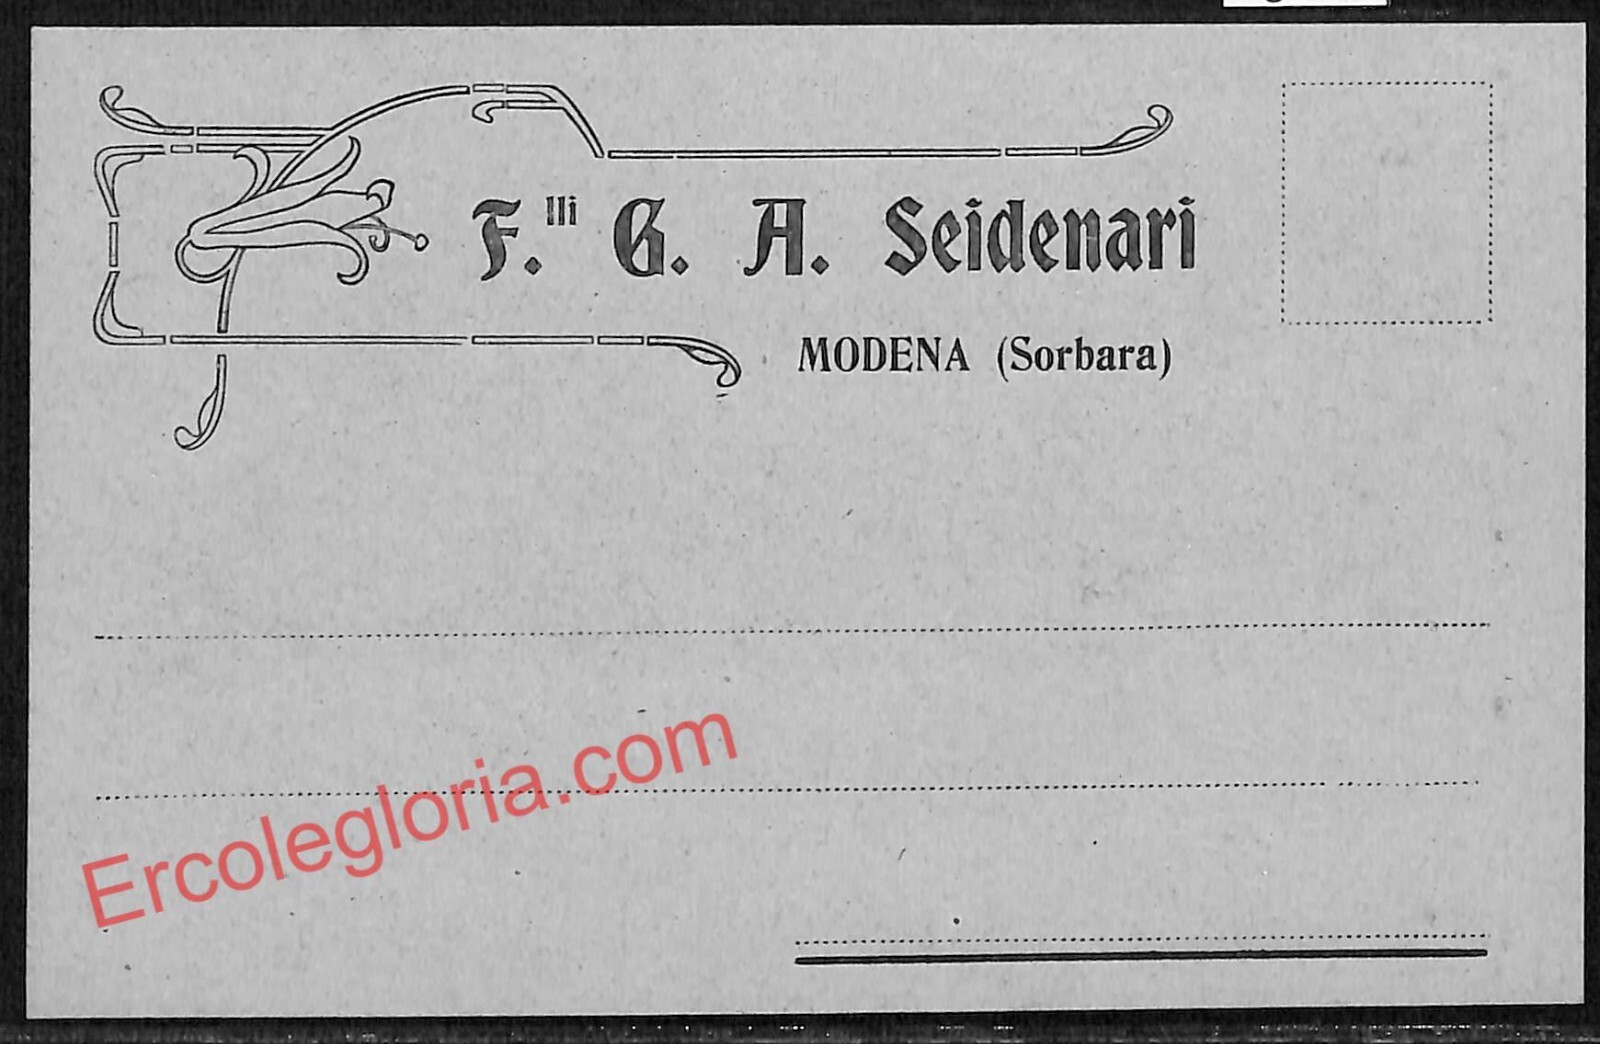 F.lli G. A. Seidenari
MODENA (Sorbara)
Ercolegloria.com